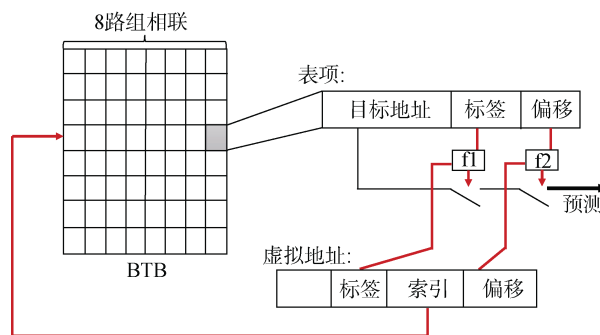 8路组相联
表项:
目标地址 标签 偏移
f1 f2
预测
虚拟地址:
BTB
标签 索引 偏移